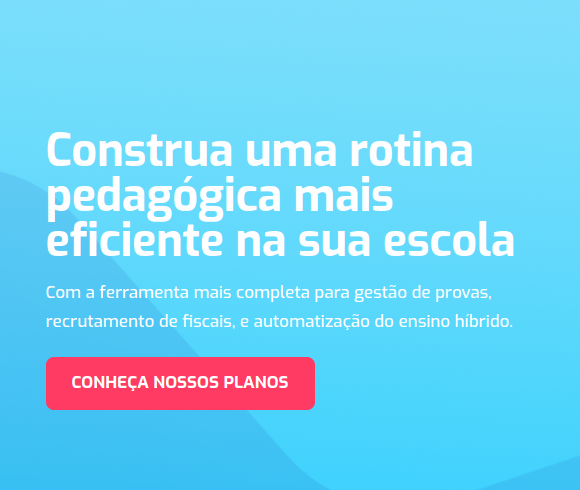 Construa uma rotina
pedagógica mais
eficiente na sua escola
Com a ferramenta mais completa para gestão de provas,
recrutamento de fiscais, e automatização do ensino híbrido.
CONHEÇA NOSSOS PLANOS